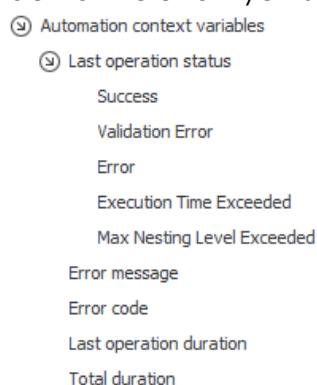 Automation context variables
Last operation status
Success
Validation Error
Error
Execution Time Exceeded
Max Nesting Level Exceeded
Error message
Error code
Last operation duration
Total duration